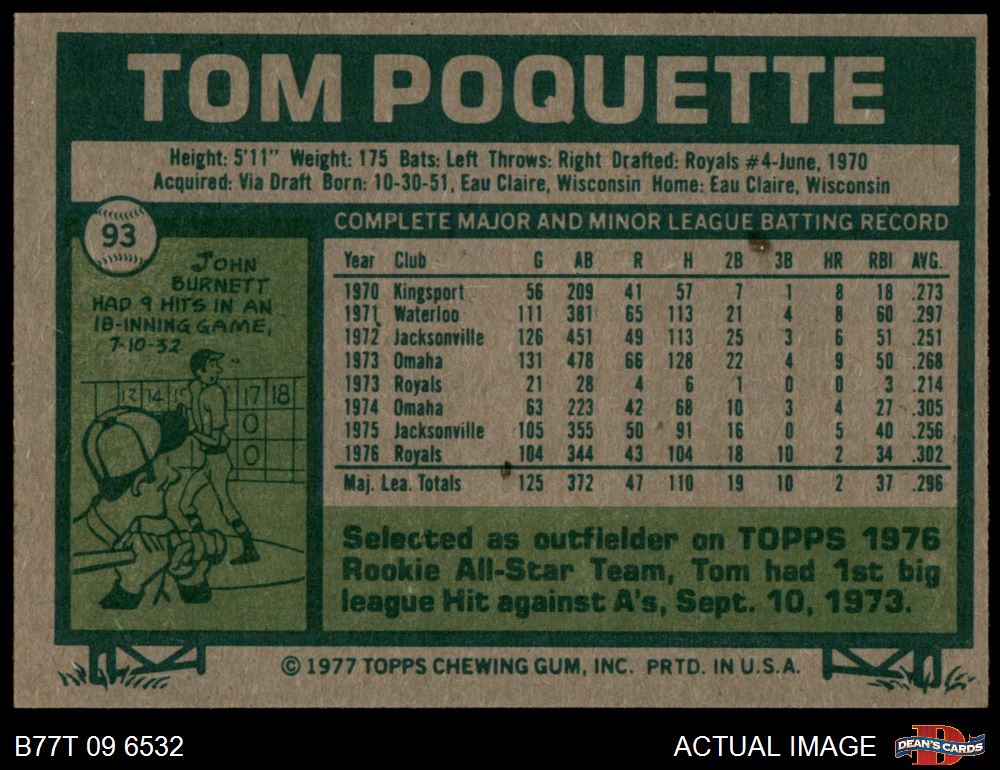 TOM POQUETTE
Height: 5'11" Weight: 175 Bats: Left Throws: Right Drafted: Royals #4-June, 1970
Acquired: Via Draft Born: 10-30-51, Eau Claire, Wisconsin Home: Eau Claire, Wisconsin
93
JOHN
BURNETT
HAD 9 HITS IN AN
18-INNING GAME,
7-10-32
13 14 15 17 18
0
0
COMPLETE MAJOR AND MINOR LEAGUE BATTING RECORD
Year Club G AB R H 2B 3B HR RBI AVG.
1970 Kingsport 56 209 41 57 7 1 8 18 .273
1971 Waterloo 111 381 65 113 21 4 8 60 .297
1972 Jacksonville 126 451 49 113 25 3 6 51 .251
1973 Omaha 131 478 66 128 22 4 9 50 .268
1973 Royals 21 28 4 6 1 0 0 3 .214
1974 Omaha 63 223 42 68 10 3 4 27 .305
1975 Jacksonville 105 355 50 91 16 0 5 40 .256
1976 Royals 104 344 43 104 18 10 2 34 .302
Maj. Lea. Totals 125 372 47 110 19 10 2 37 .296
Selected as outfielder on TOPPS 1976
Rookie All-Star Team, Tom had 1st big
league Hit against A's, Sept. 10, 1973.
© 1977 TOPPS CHEWING GUM, INC. PRTD. IN U.S.A.
B77T 09 6532
ACTUAL IMAGE
D
DEAN'S CARDS